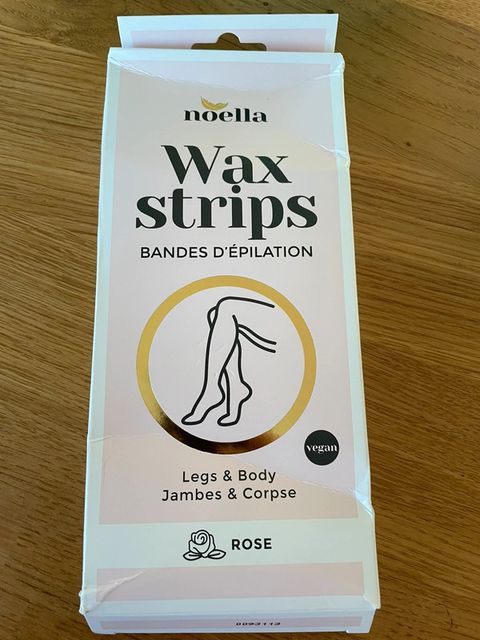 noella
Wax
strips
BANDES D'ÉPILATION
vegan
Legs & Body
Jambes & Corpse
ROSE